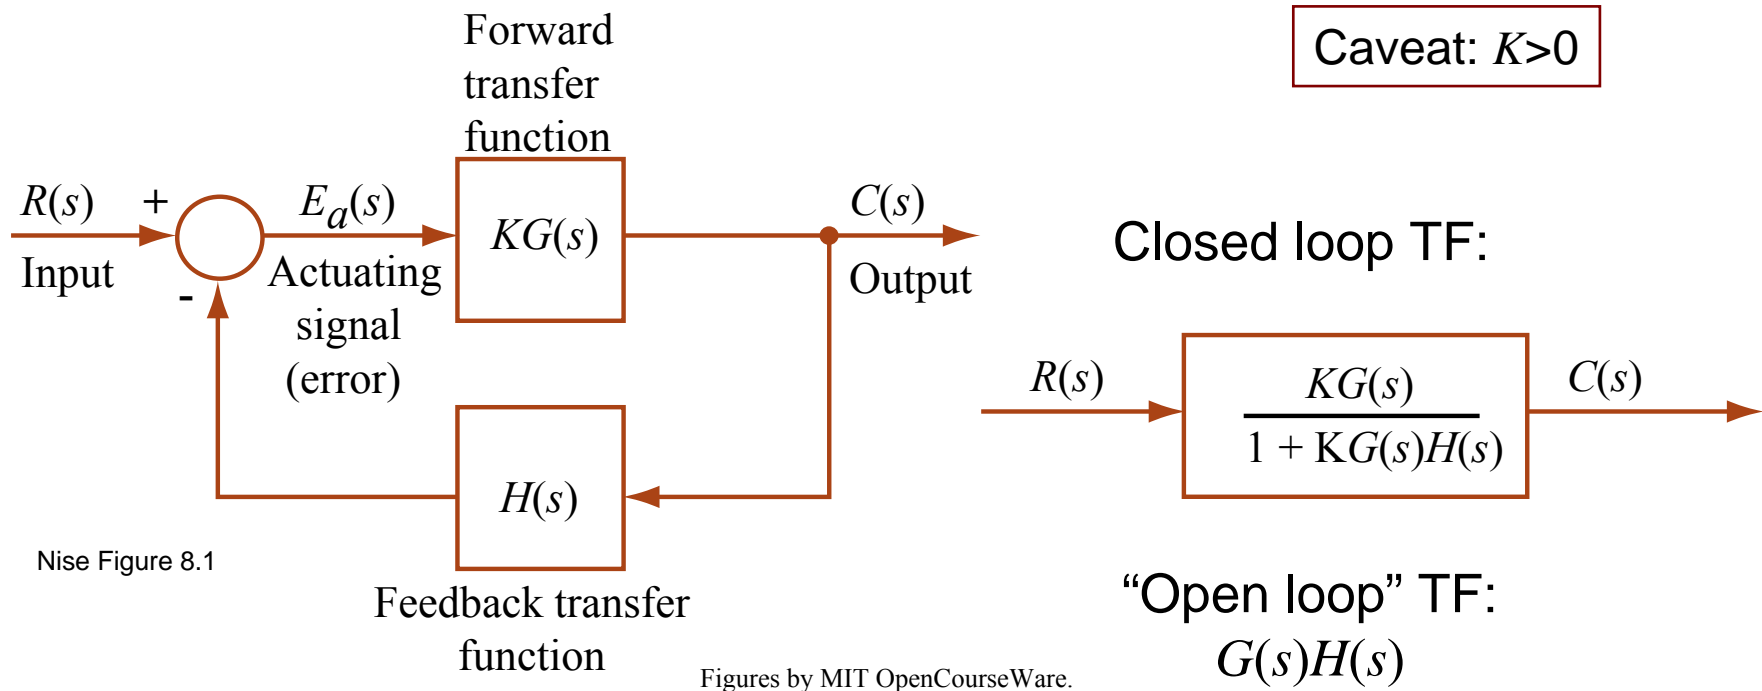 Forward
transfer
function
Caveat: K>0
R(s)
+
Input
-
E_a(s)
Actuating
signal
(error)
KG(s)
C(s)
Output
H(s)
Feedback transfer
function
Nise Figure 8.1
Closed loop TF:
R(s)
KG(s)
1 + KG(s)H(s)
C(s)
“Open loop” TF:
G(s)H(s)
Figures by MIT OpenCourseWare.